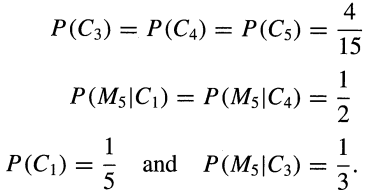 P(C₃) = P(C₄) = P(C₅) = 4/15
P(M₅|C₁) = P(M₅|C₄) = 1/2
P(C₁) = 1/5 and P(M₅|C₃) = 1/3.